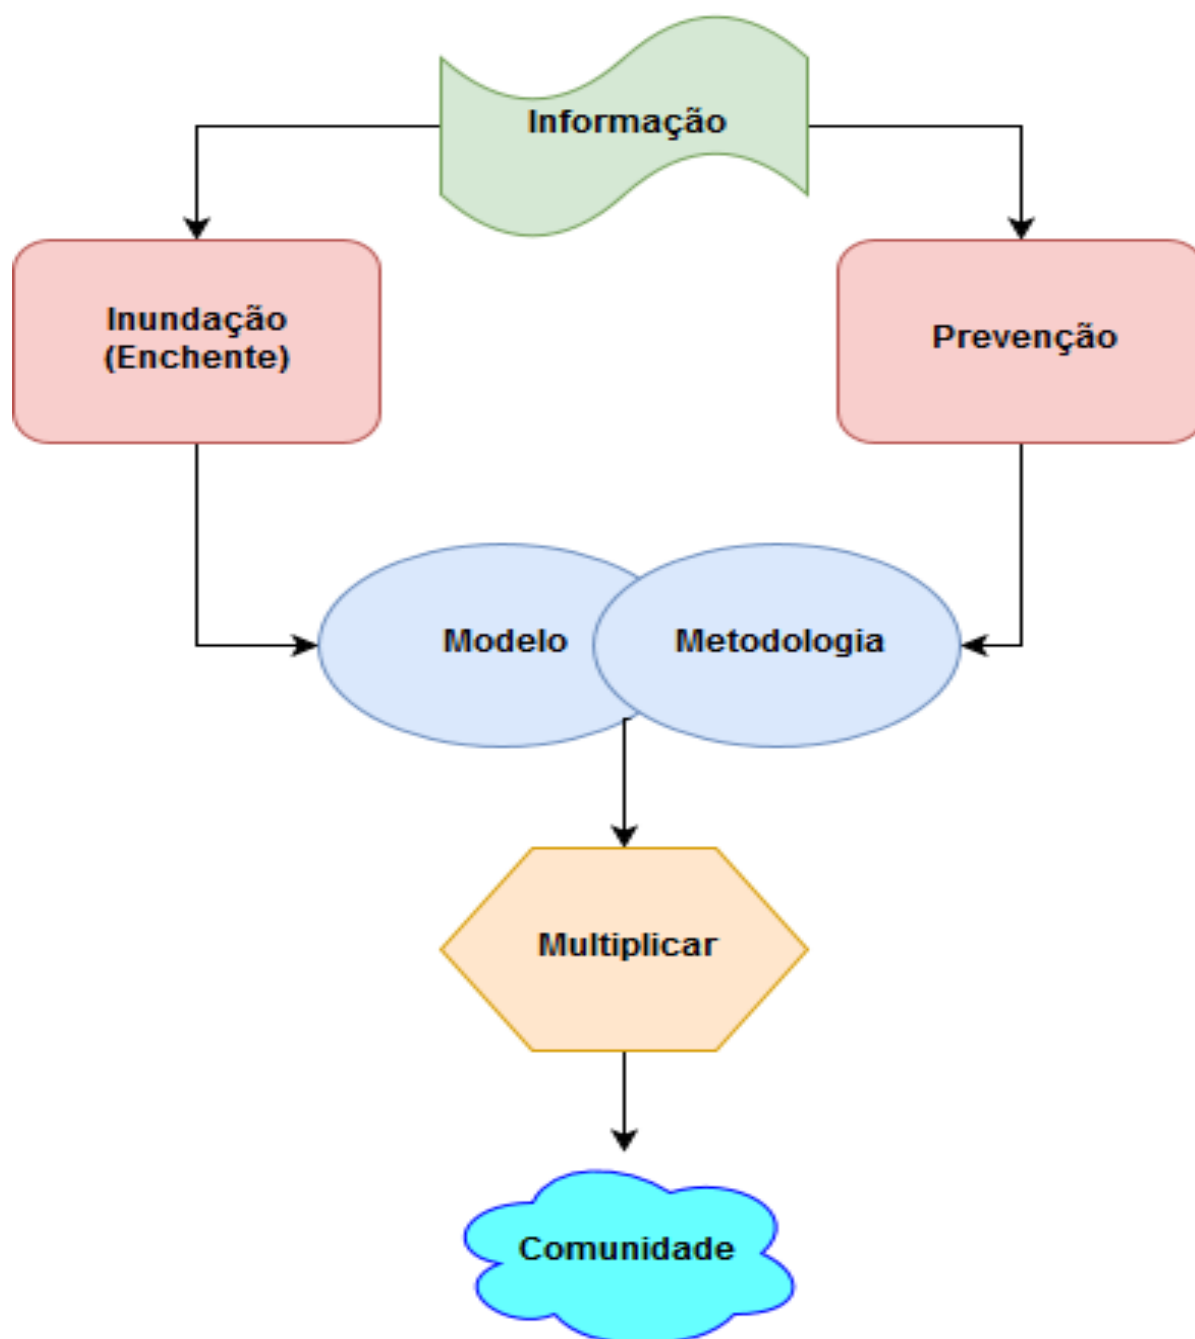 Informação
Inundação
(Enchente)
Prevenção
Modelo
Metodologia
Multiplicar
Comunidade